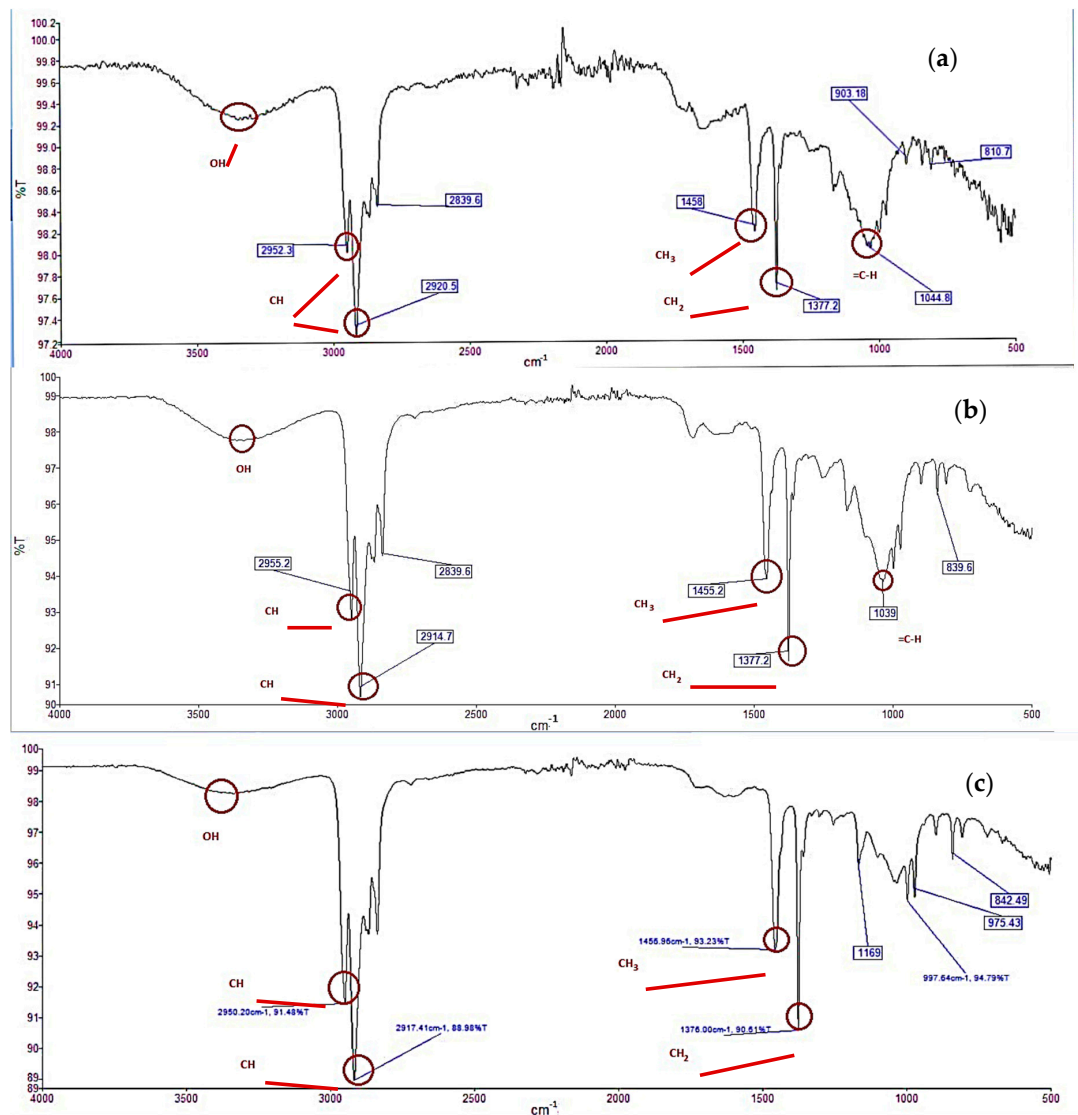 (a)
100.2
100.0
99.8
99.6
99.4
99.2
99.0
98.8
98.6
98.4
98.2
98.0
97.8
97.6
97.4
97.2
%T
OH
2952.3
2839.6
2920.5
CH
1458
CH3
CH2
1377.2
903.18
810.7
=C-H
1044.8
4000 3500 3000 2500 2000 1500 1000 500
cm-1
(b)
100
99
98
97
96
95
94
93
92
91
90
%T
OH
2955.2
2839.6
CH
2914.7
CH
1455.2
CH3
1377.2
CH2
839.6
1039
=C-H
4000 3500 3000 2500 2000 1500 1000 500
cm-1
(c)
100
99
98
97
96
95
94
93
92
91
90
89
88
OH
CH
2950.20cm-1, 91.48%T
2917.41cm-1, 88.98%T
CH
1456.96cm-1, 93.23%T
CH3
1376.00cm-1, 90.61%T
CH2
1169
842.49
975.43
997.64cm-1, 94.79%T
4000 3500 3000 2500 2000 1500 1000 500
cm-1